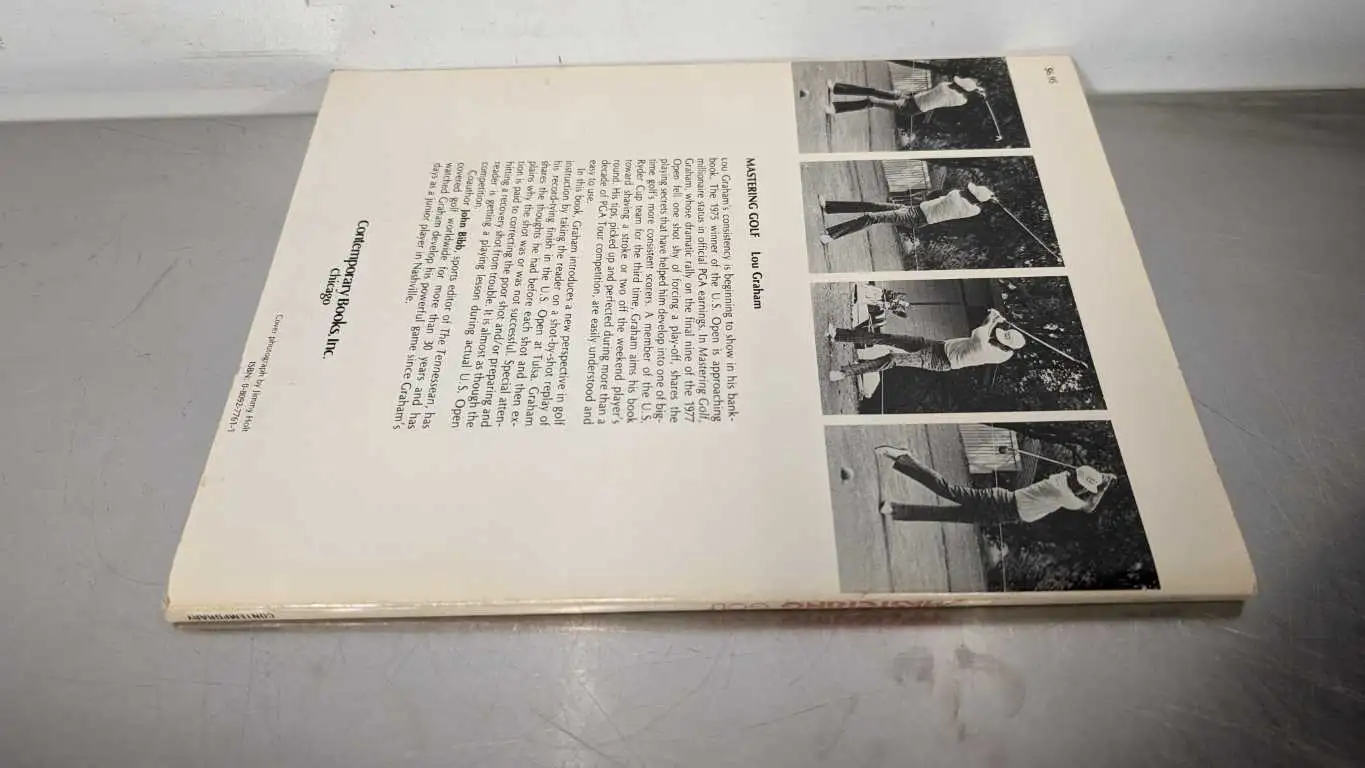 $6.95
MASTERING GOLF Lou Graham
Lou Graham's consistency is beginning to show in his bank-
book. The 1975 winner of the U.S. Open is approaching
millionaire status in official PGA earnings. In Mastering Golf,
Graham, whose dramatic rally on the final nine of the 1977
Open fell one shot shy of forcing a play-off, shares the
playing secrets that have helped him develop into one of big-
time golf's more consistent scorers. A member of the U.S.
Ryder Cup team for the third time, Graham aims his book
toward shaving a stroke or two off the weekend player's
round. His tips, picked up and perfected during more than a
decade of PGA Tour competition, are easily understood and
easy to use.
In this book, Graham introduces a new perspective in golf
instruction by taking the reader on a shot-by-shot replay of
his record-tying finish in the U.S. Open at Tulsa. Graham
shares the thoughts he had before each shot and then ex-
plains why the shot was or was not successful. Special atten-
tion is paid to correcting the poor shot and/or preparing and
hitting a recovery shot from trouble. It is almost as though the
reader is getting a playing lesson during actual U.S. Open
competition.
Coauthor John Bibb, sports editor of The Tennessean, has
covered golf worldwide for more than 30 years and has
watched Graham develop his powerful game since Graham's
days as a junior player in Nashville.
Contemporary Books, Inc.
Chicago
Cover photograph by Jimmy Holt
ISBN: 0-8092-7761-1
MASTERING GOLF
CONTEMPORARY